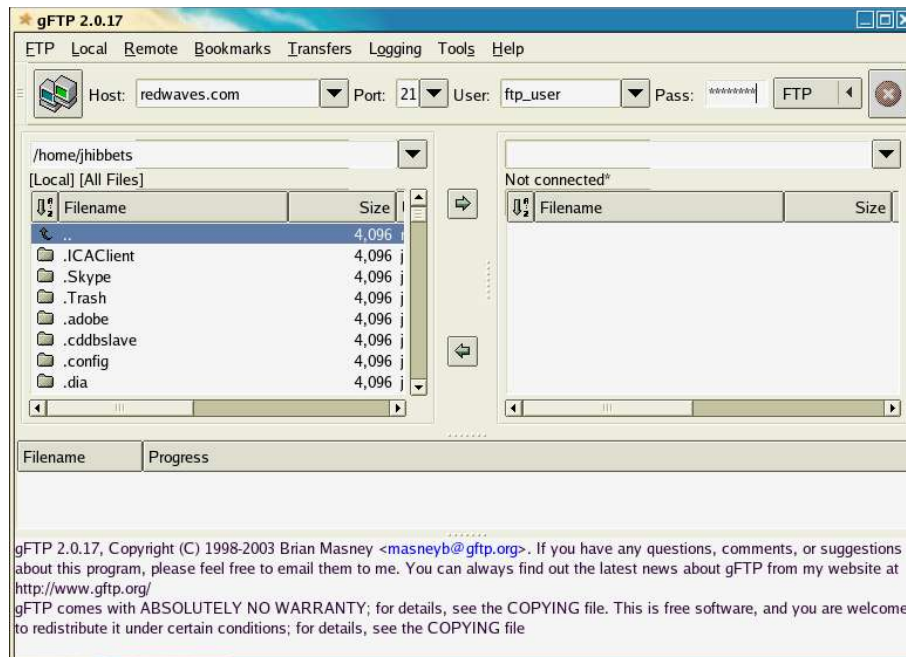 gFTP 2.0.17
FTP Local Remote Bookmarks Transfers Logging Tools Help
Host: redwaves.com Port: 21 User: ftp_user Pass: ******** FTP
/home/jhibbets
[Local] [All Files]
Not connected*
Filename Size
Filename Size
.. 4,096
.ICAClient 4,096 j
.Skype 4,096 j
.Trash 4,096 j
.adobe 4,096 j
.cddbslave 4,096 j
.config 4,096 j
.dia 4,096 j
Filename Progress
gFTP 2.0.17, Copyright (C) 1998-2003 Brian Masney <masneyb@gftp.org>. If you have any questions, comments, or suggestions
about this program, please feel free to email them to me. You can always find out the latest news about gFTP from my website at
http://www.gftp.org/
gFTP comes with ABSOLUTELY NO WARRANTY; for details, see the COPYING file. This is free software, and you are welcome
to redistribute it under certain conditions; for details, see the COPYING file